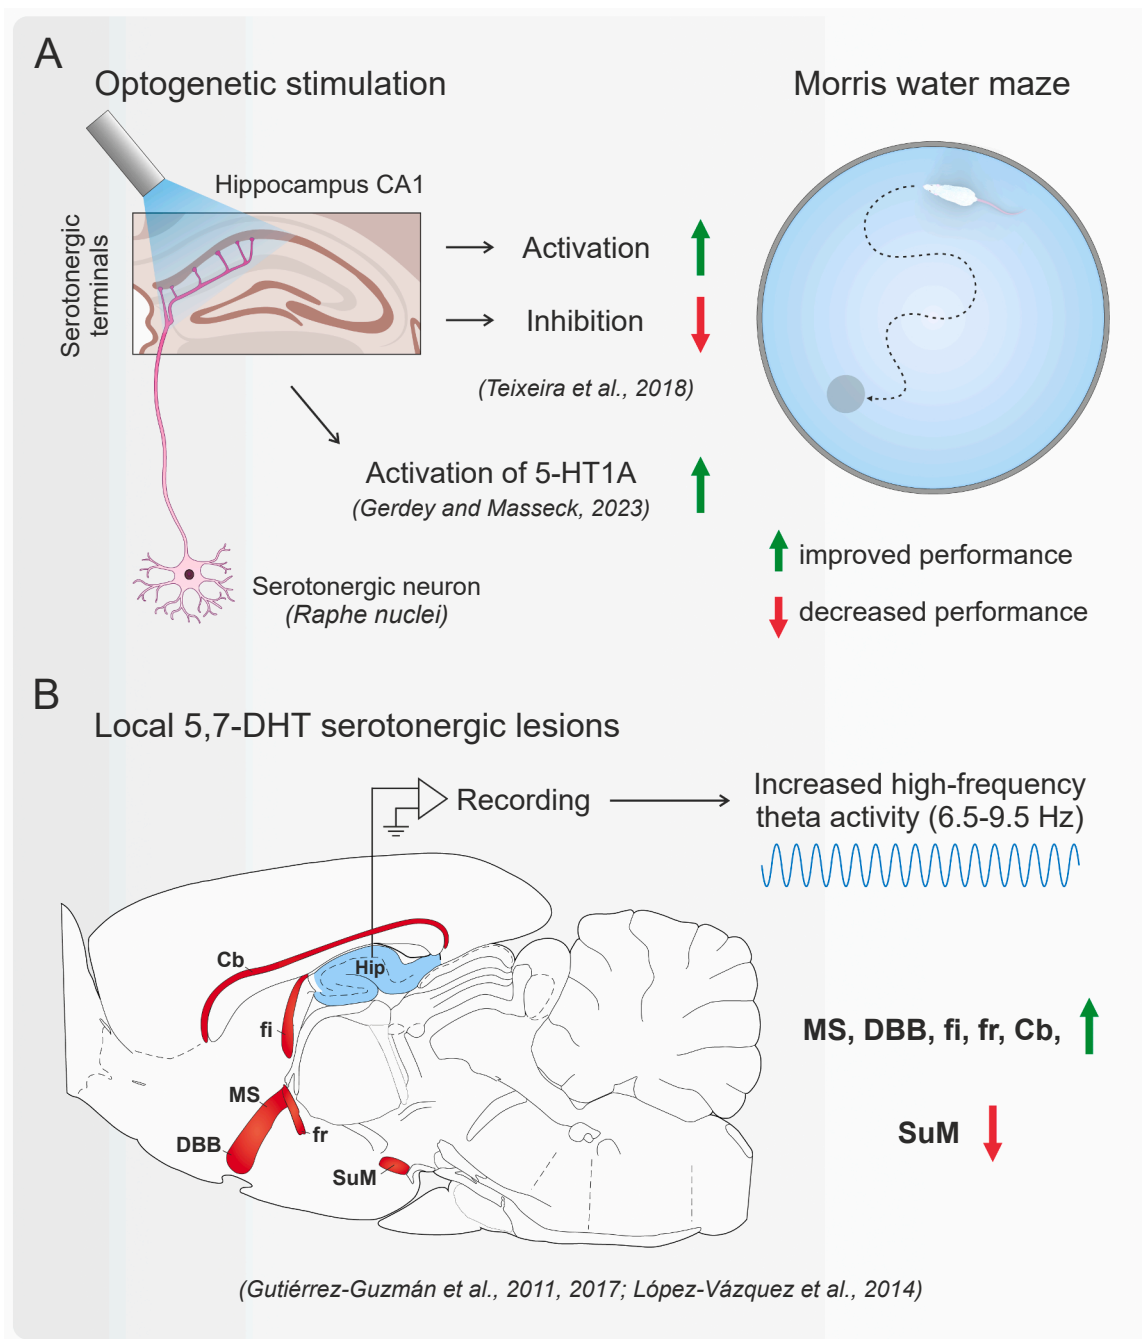 A
Optogenetic stimulation
Morris water maze
Hippocampus CA1
Serotonergic
terminals
Activation
Inhibition
(Teixeira et al., 2018)
Activation of 5-HT1A
(Gerdey and Masseck, 2023)
improved performance
decreased performance
Serotonergic neuron
(Raphe nuclei)
B
Local 5,7-DHT serotonergic lesions
Recording
Increased high-frequency
theta activity (6.5-9.5 Hz)
Cb
Hip
fi
MS
fr
DBB
SuM
MS, DBB, fi, fr, Cb,
SuM
(Gutiérrez-Guzmán et al., 2011, 2017; López-Vázquez et al., 2014)